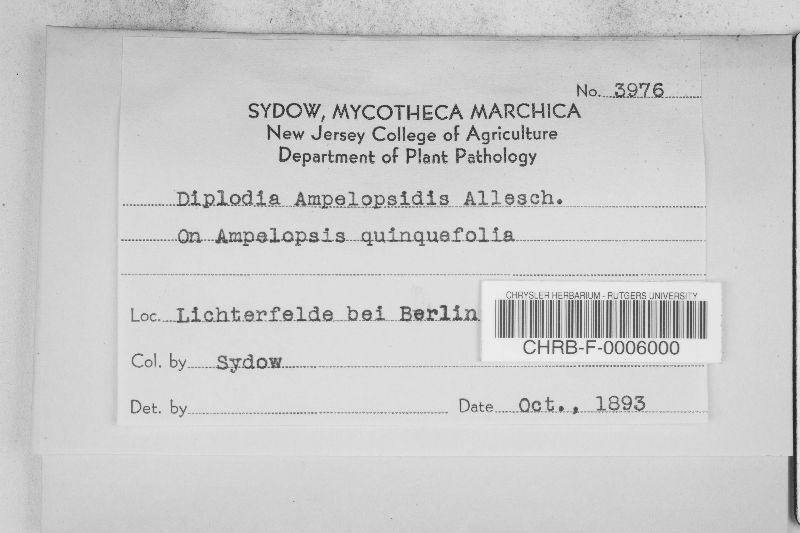 No. 3976
SYDOW, MYCOTHECA MARCHICA
New Jersey College of Agriculture
Department of Plant Pathology
Diplodia Ampelopsidis Allesch.
On Ampelopsis quinquefolia
Loc. Lichterfelde bei Berlin
CHRYSLER HERBARIUM - RUTGERS UNIVERSITY
CHRB-F-0006000
Col. by Sydow
Det. by
Date Oct., 1893